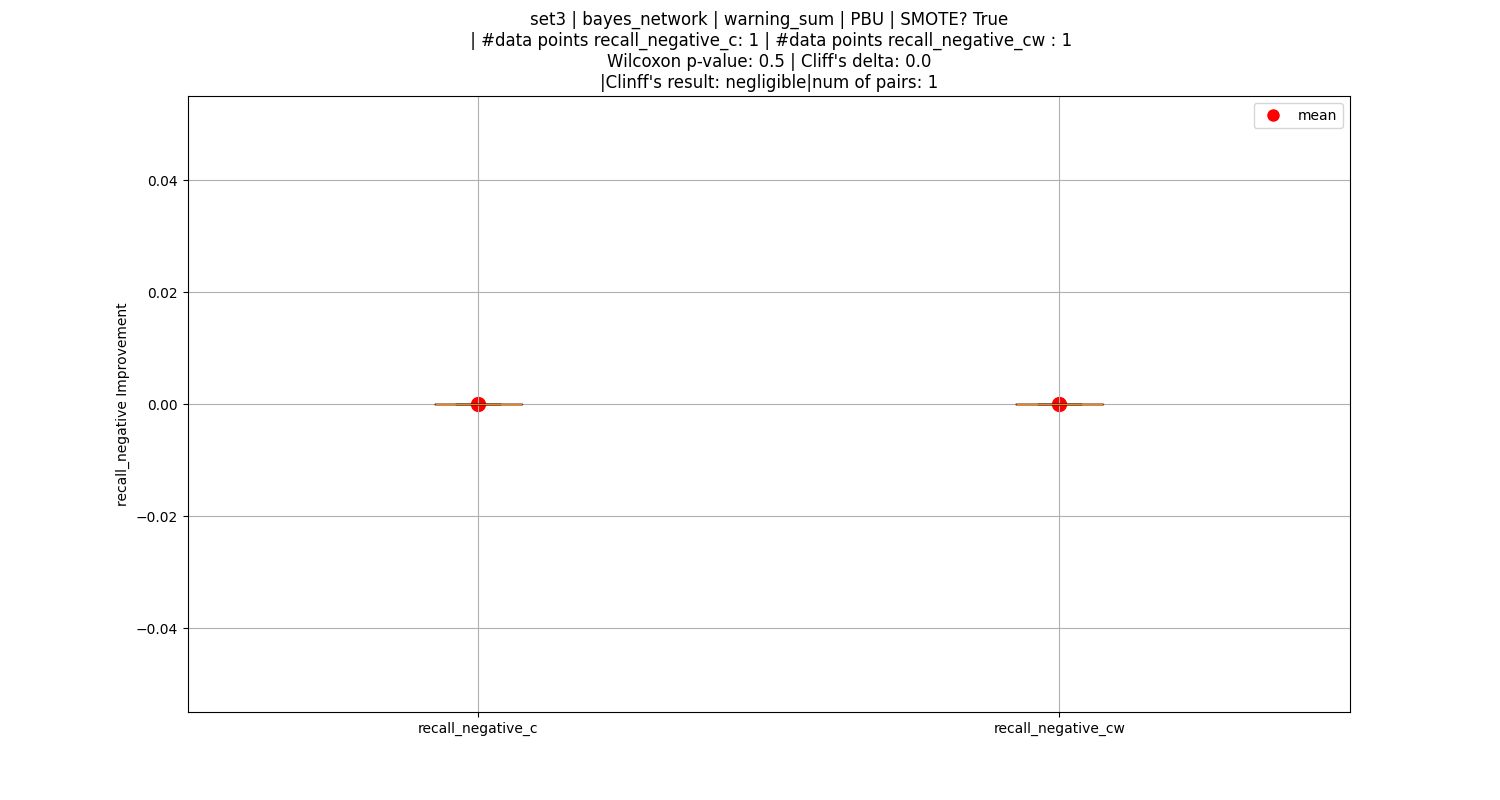 set3 | bayes_network | warning_sum | PBU | SMOTE? True
| #data points recall_negative_c: 1 | #data points recall_negative_cw : 1
Wilcoxon p-value: 0.5 | Cliff's delta: 0.0
|Clinff's result: negligible|num of pairs: 1
mean
0.04
0.02
0.00
−0.02
−0.04
recall_negative Improvement
recall_negative_c
recall_negative_cw